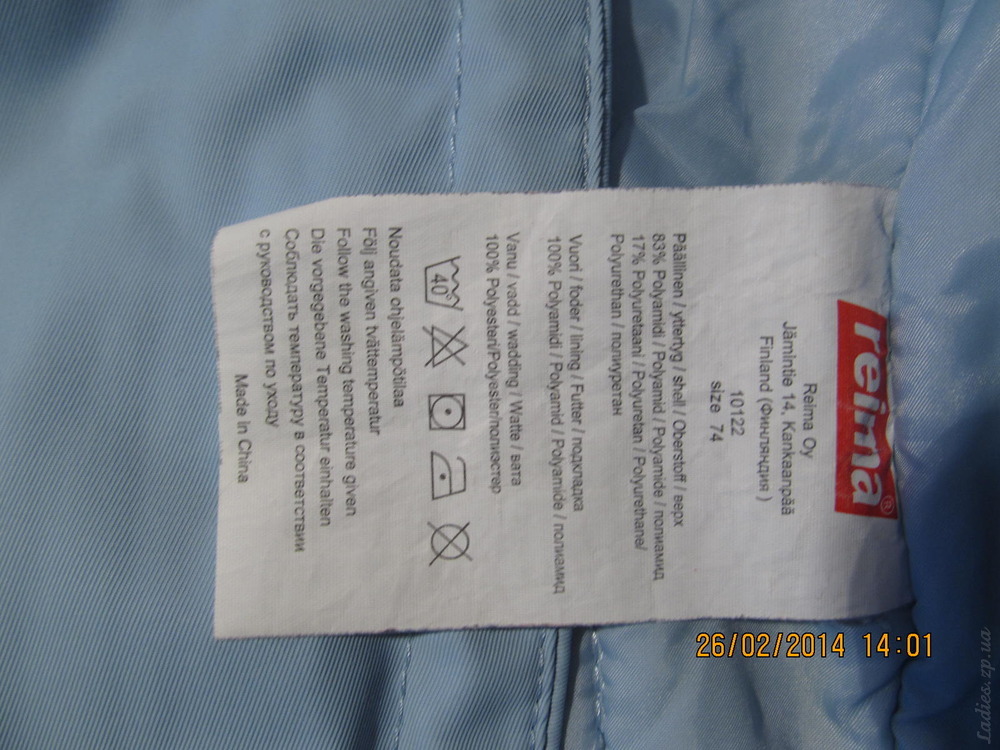 reima®
Reima Oy
Jämintie 14, Kankaanpää
Finland (Финляндия )
10122
size 74
Päällinen / yttertyg / shell / Oberstoff / верх
83% Polyamidi / Polyamid / Polyamide / полиамид
17% Polyuretaani / Polyuretan / Polyurethane/
Polyurethan / полиуретан
Vuori / foder / lining / Futter / подкладка
100% Polyamidi / Polyamid / Polyamide / полиамид
Vanu / vadd / wadding / Watte / вата
100% Polyesteri/Polyester/полиэстер
40°
Noudata ohjelämpötilaa
Följ angiven tvättemperatur
Follow the washing temperature given
Die vorgegebene Temperatur einhalten
Соблюдать температуру в соответствии
с руководством по уходу
Made in China
26/02/2014 14:01
Ladies.zp.ua